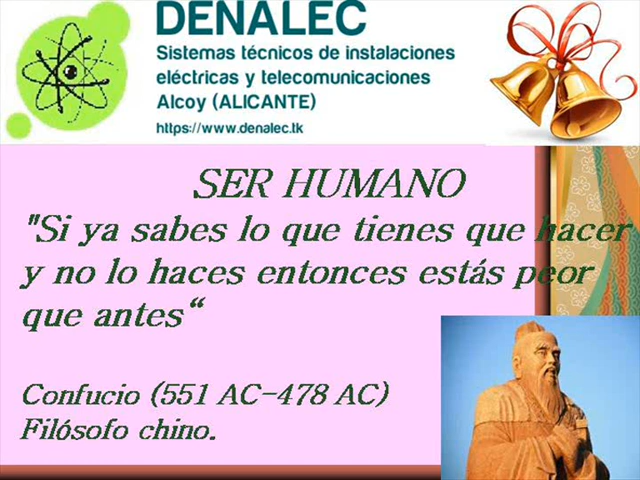 DENALEC
Sistemas técnicos de instalaciones
eléctricas y telecomunicaciones
Alcoy (ALICANTE)
https://www.denalec.tk
SER HUMANO
"Si ya sabes lo que tienes que hacer
y no lo haces entonces estás peor
que antes“
Confucio (551 AC-478 AC)
Filósofo chino.